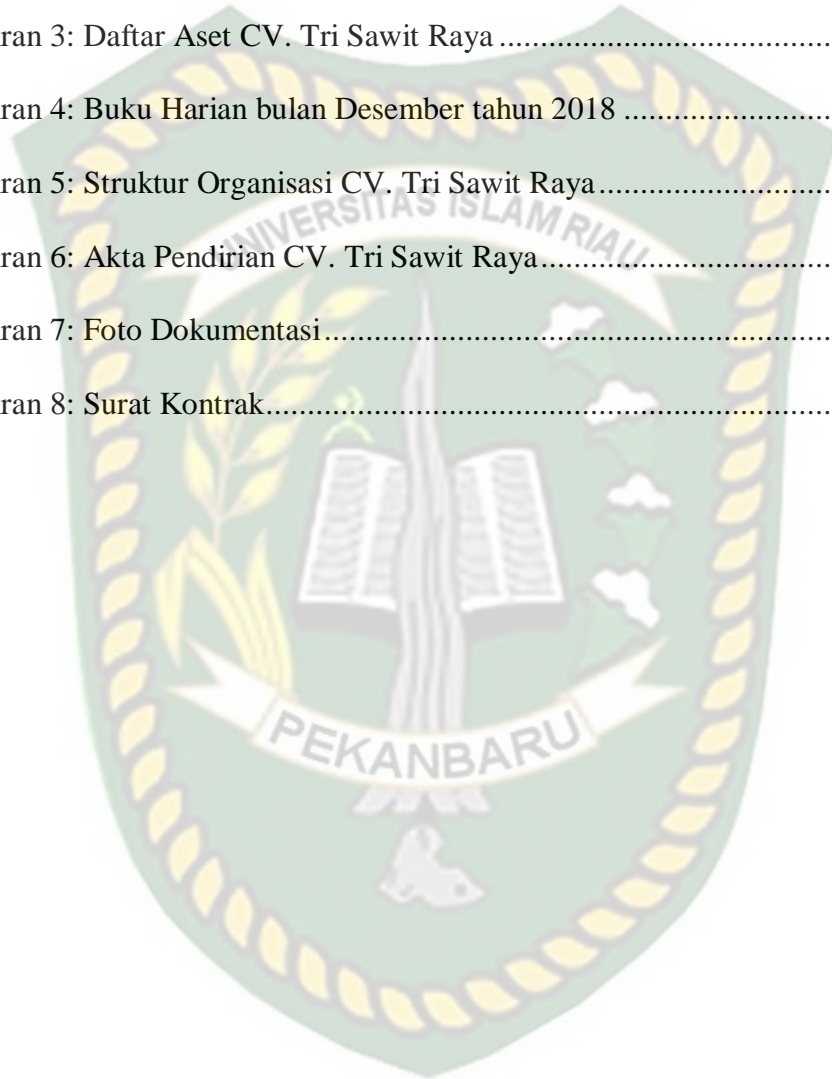 ran 3: Daftar Aset CV. Tri Sawit Raya ....................................
ran 4: Buku Harian bulan Desember tahun 2018 .......................
ran 5: Struktur Organisasi CV. Tri Sawit Raya..........................
ran 6: Akta Pendirian CV. Tri Sawit Raya.................................
ran 7: Foto Dokumentasi.............................................................
ran 8: Surat Kontrak....................................................................
UNIVERSITAS ISLAM RIAU
PEKANBARU